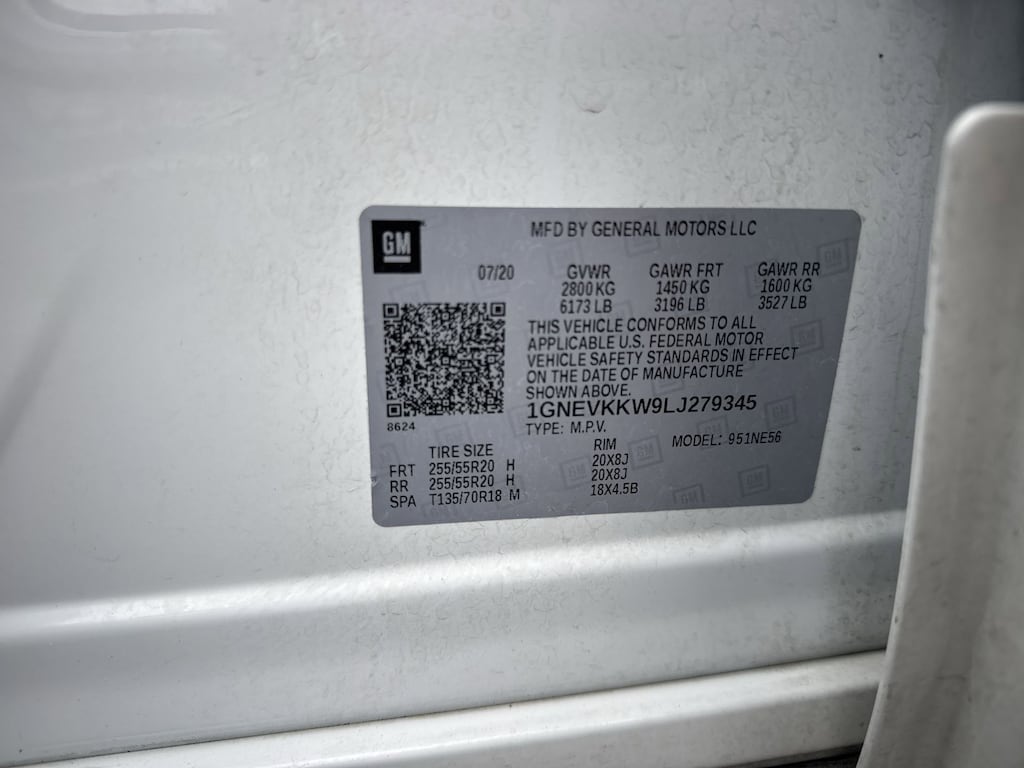 GM
MFD BY GENERAL MOTORS LLC
07/20 GVWR GAWR FRT GAWR RR
2800 KG 1450 KG 1600 KG
6173 LB 3196 LB 3527 LB
THIS VEHICLE CONFORMS TO ALL
APPLICABLE U.S. FEDERAL MOTOR
VEHICLE SAFETY STANDARDS IN EFFECT
ON THE DATE OF MANUFACTURE
SHOWN ABOVE.
1GNEVKKW9LJ279345
8624
TYPE: M.P.V. MODEL: 951NE56
TIRE SIZE RIM
FRT 255/55R20 H 20X8J
RR 255/55R20 H 20X8J
SPA T135/70R18 M 18X4.5B